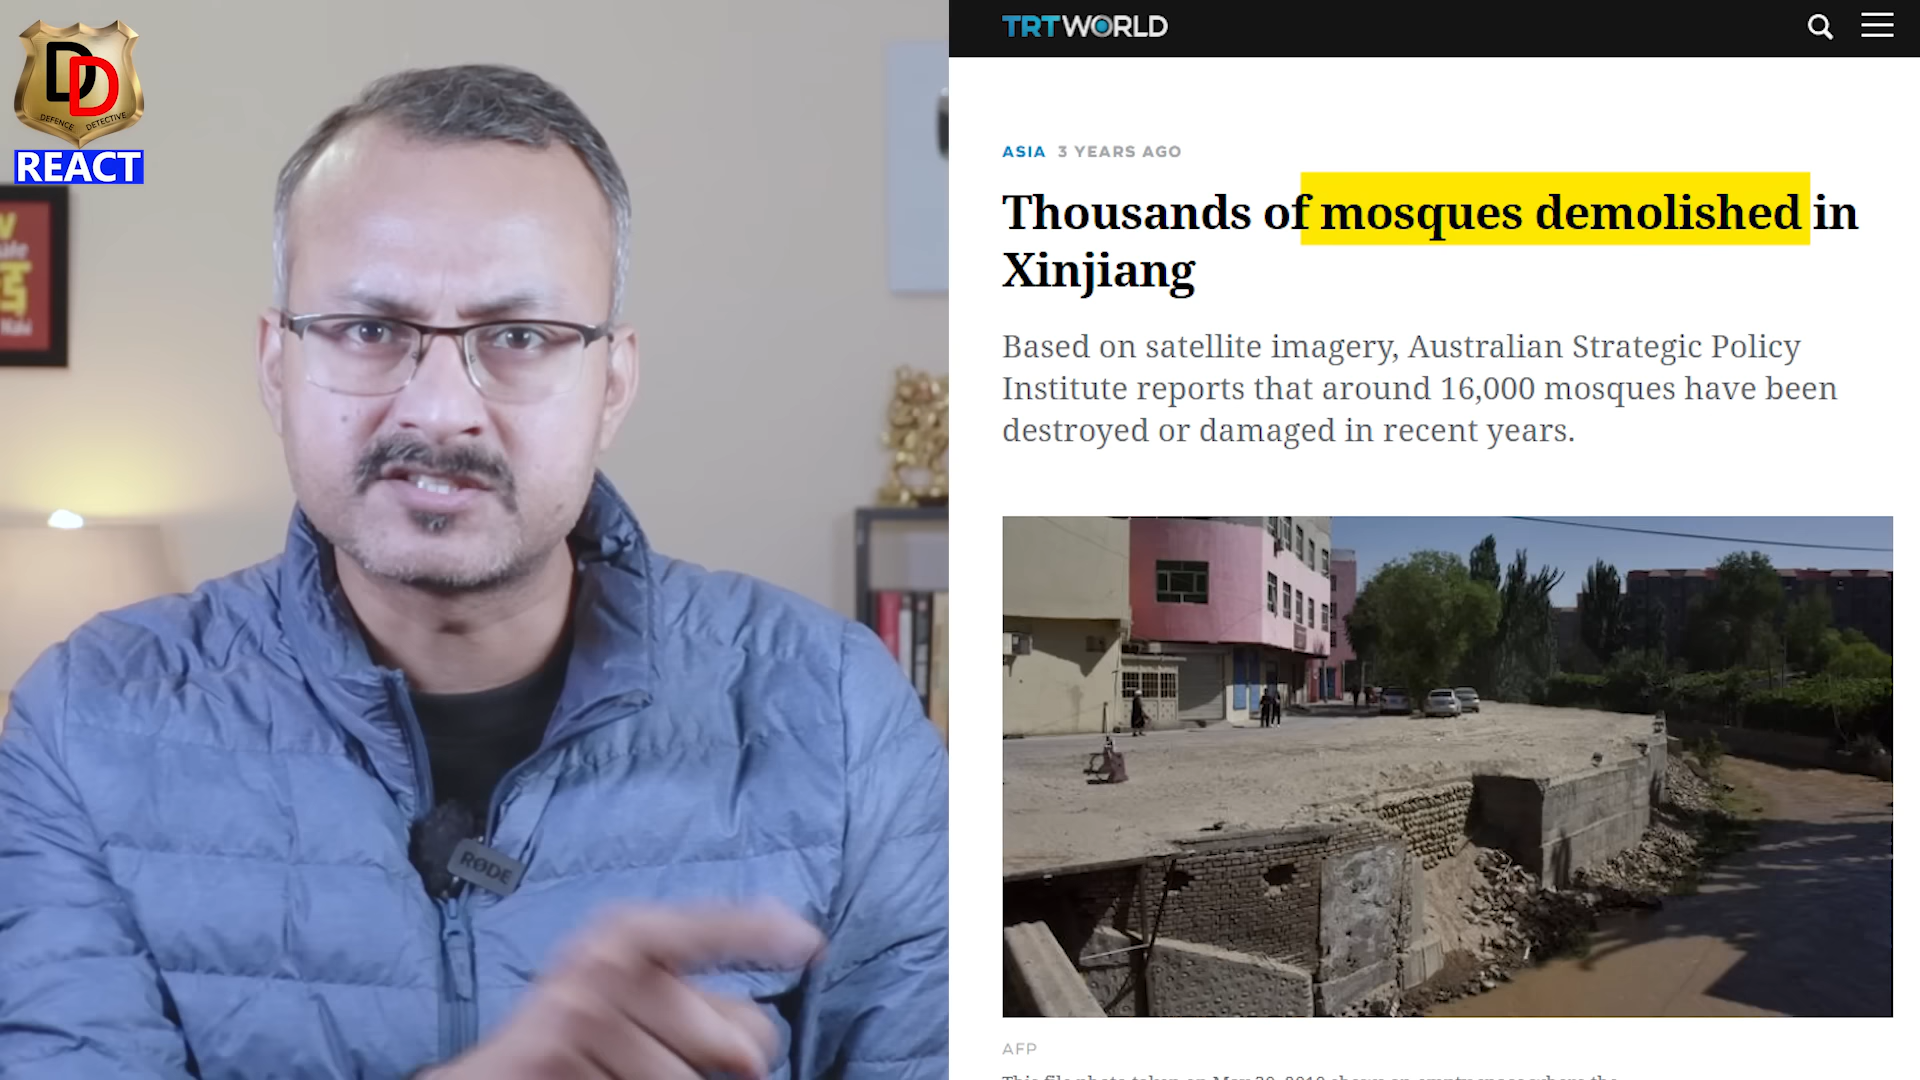 DD
DEFENCE DETECTIVE
REACT
RØDE
TRTWORLD
ASIA 3 YEARS AGO
Thousands of mosques demolished in
Xinjiang
Based on satellite imagery, Australian Strategic Policy
Institute reports that around 16,000 mosques have been
destroyed or damaged in recent years.
AFP